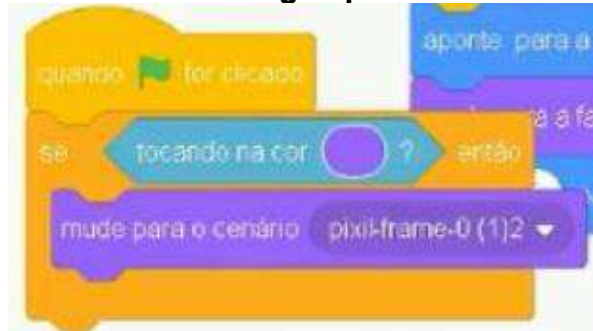 aponte para a
quando for clicado
se tocando na cor ? então
mude para o cenário pixil-frame-0 (1)2